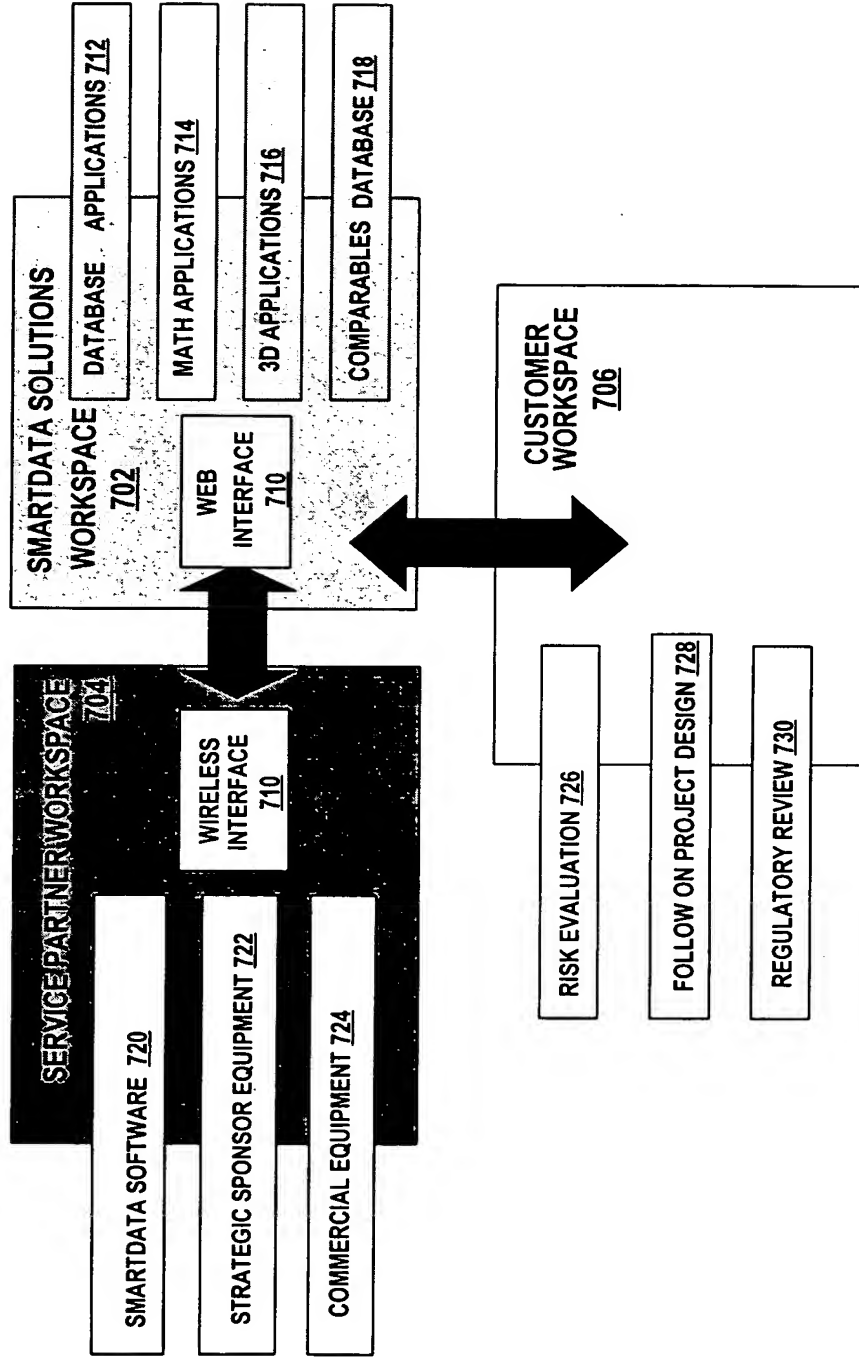 SERVICE PARTNER WORKSPACE
704
SMARTDATA SOFTWARE 720
STRATEGIC SPONSOR EQUIPMENT 722
COMMERCIAL EQUIPMENT 724
WIRELESS
INTERFACE
710
SMARTDATA SOLUTIONS
WORKSPACE
702
WEB
INTERFACE
710
DATABASE APPLICATIONS 712
MATH APPLICATIONS 714
3D APPLICATIONS 716
COMPARABLES DATABASE 718
CUSTOMER
WORKSPACE
706
RISK EVALUATION 726
FOLLOW ON PROJECT DESIGN 728
REGULATORY REVIEW 730